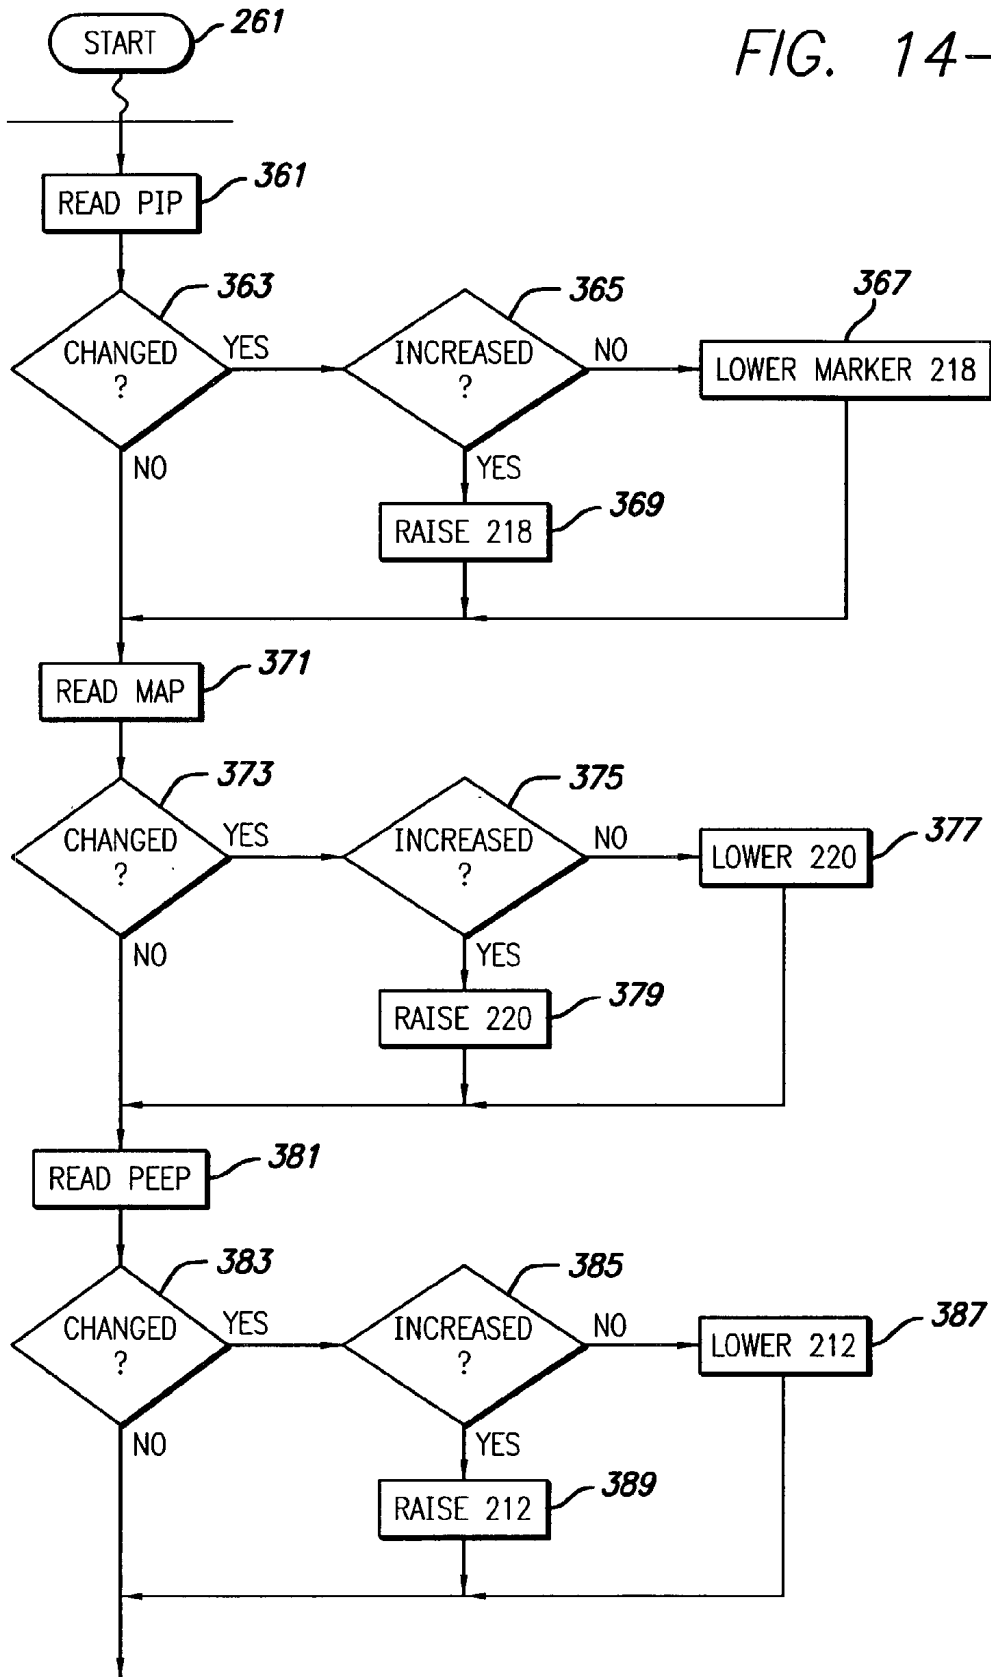 START
261
FIG. 14-
READ PIP
361
CHANGED
?
363
YES
NO
INCREASED
?
365
NO
YES
LOWER MARKER 218
367
RAISE 218
369
READ MAP
371
CHANGED
?
373
YES
NO
INCREASED
?
375
NO
YES
LOWER 220
377
RAISE 220
379
READ PEEP
381
CHANGED
?
383
YES
NO
INCREASED
?
385
NO
YES
LOWER 212
387
RAISE 212
389